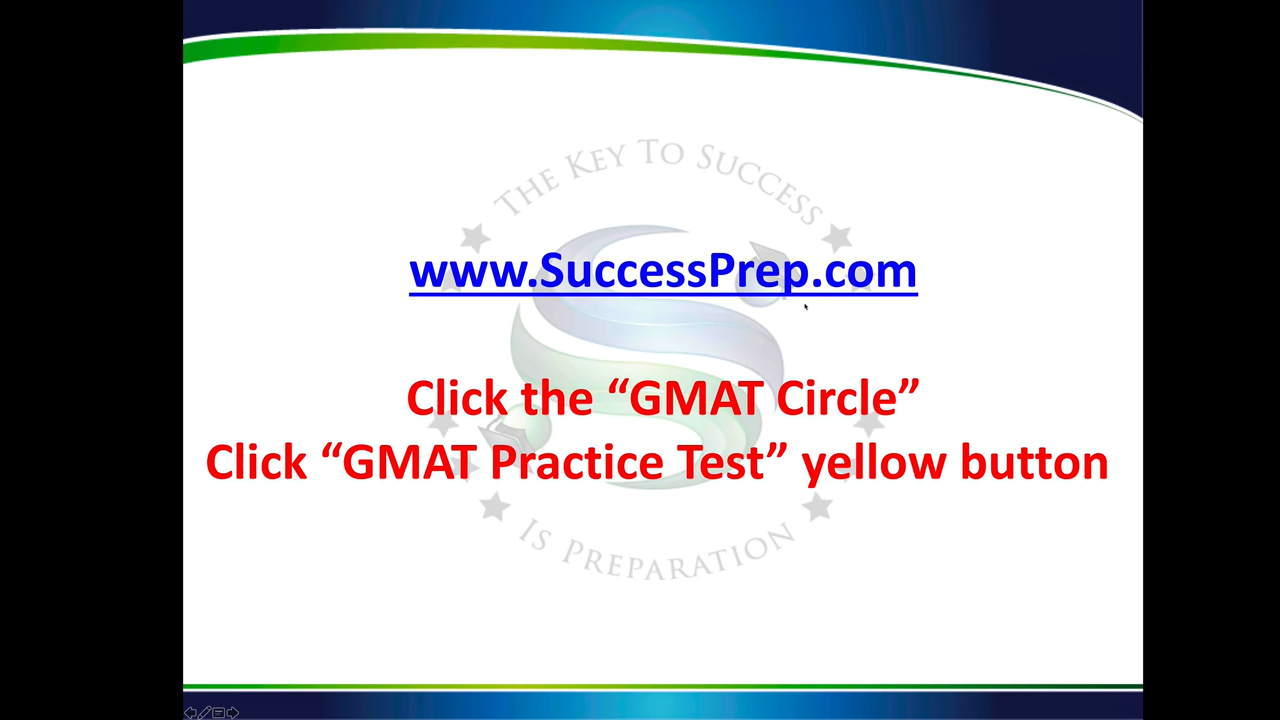 THE KEY TO SUCCESS
www.SuccessPrep.com
Click the “GMAT Circle”
Click “GMAT Practice Test” yellow button
IS PREPARATION